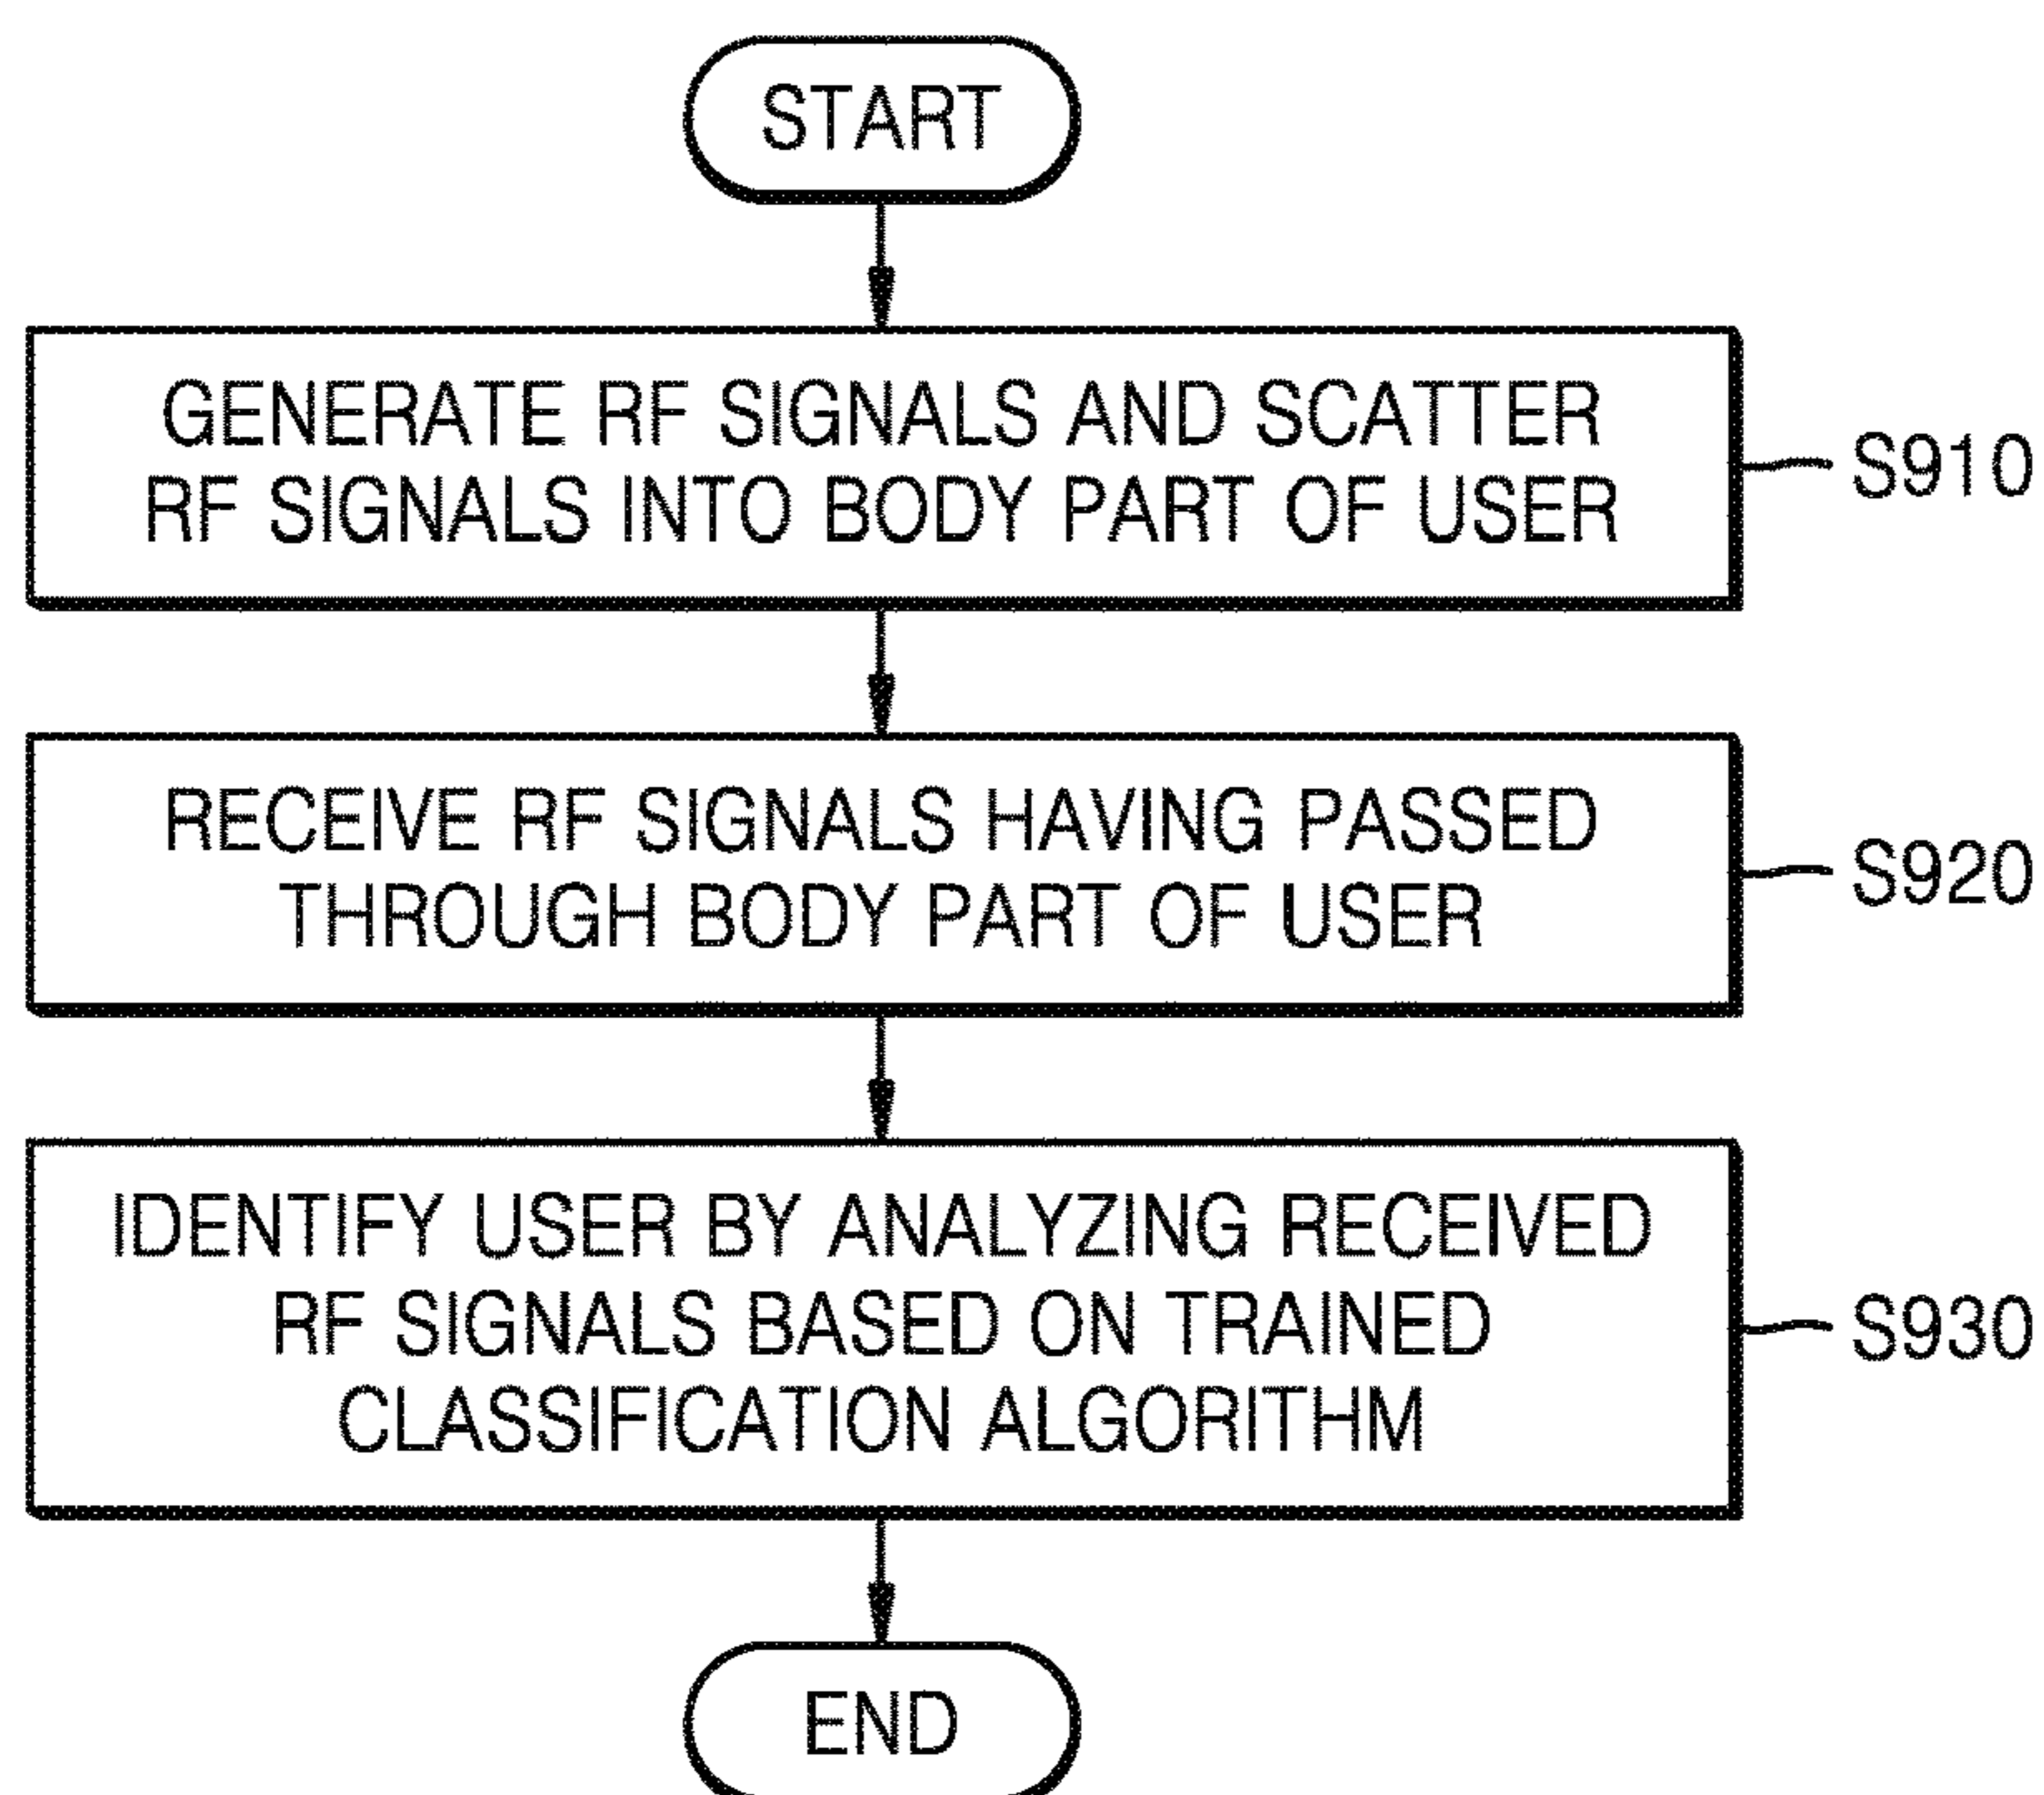 START
GENERATE RF SIGNALS AND SCATTER
RF SIGNALS INTO BODY PART OF USER
S910
RECEIVE RF SIGNALS HAVING PASSED
THROUGH BODY PART OF USER
S920
IDENTIFY USER BY ANALYZING RECEIVED
RF SIGNALS BASED ON TRAINED
CLASSIFICATION ALGORITHM
S930
END